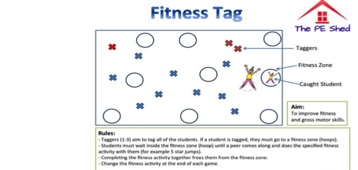 Fitness Tag
The PE Shed
Taggers
Fitness Zone
Caught Student
Aim:
To improve fitness
and gross motor skills.
Rules:
- Taggers (1-3) aim to tag all of the students. If a student is tagged, they must go to a fitness zone (hoops).
- Students must wait inside the fitness zone (hoop) until a peer comes along and does the specified fitness
activity with them (for example 5 star jumps).
- Completing the fitness activity together frees them from the fitness zone.
- Change the fitness activity at the end of each game.